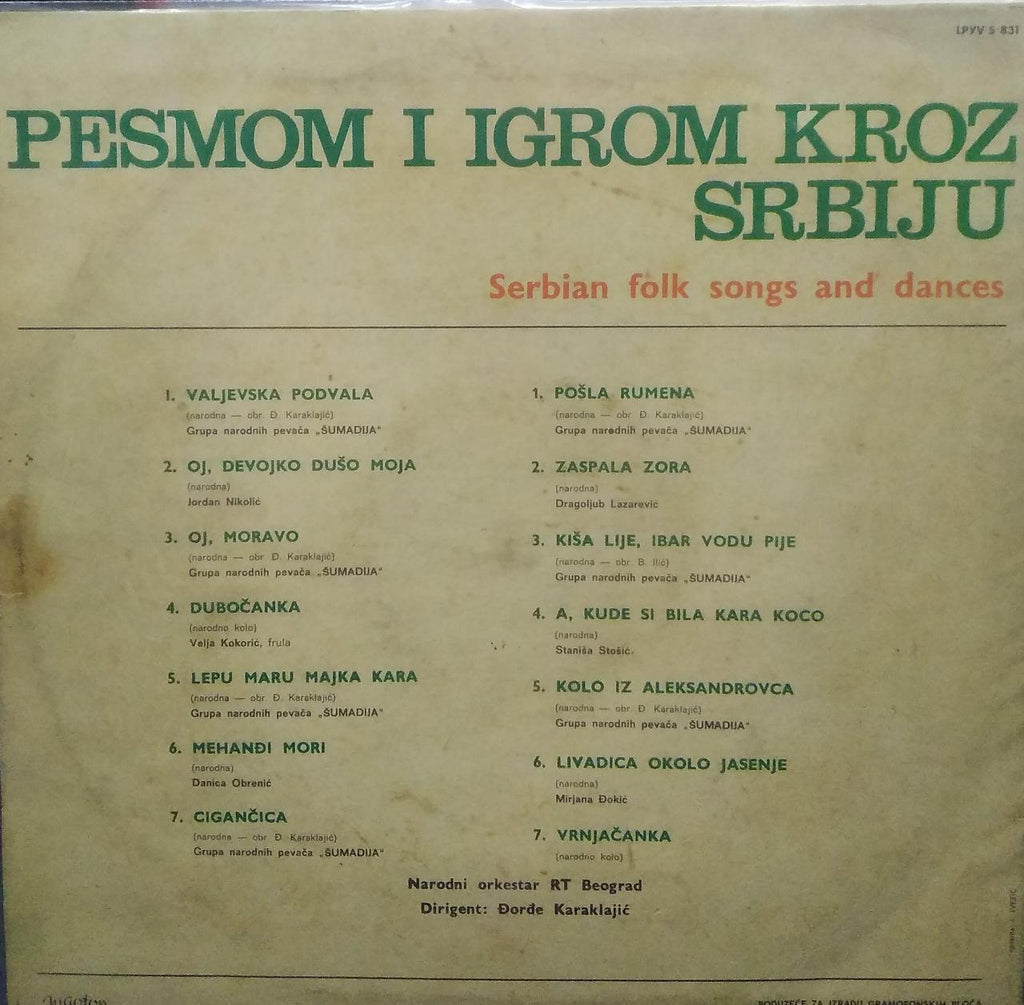 LPYV S 831
PESMOM I IGROM KROZ
SRBIJU
Serbian folk songs and dances
1. VALJEVSKA PODVALA
(narodna — obr. Đ. Karaklajić)
Grupa narodnih pevača „ŠUMADIJA"
2. OJ, DEVOJKO DUŠO MOJA
(narodna)
Jordan Nikolić
3. OJ, MORAVO
(narodna — obr Đ. Karaklajić)
Grupa narodnih pevača „ŠUMADIJA"
4. DUBOČANKA
(narodno kolo)
Velja Kokorić, frula
5. LEPU MARU MAJKA KARA
(narodna — obr. Đ. Karaklajić)
Grupa narodnih pevača „ŠUMADIJA"
6. MEHANĐI MORI
(narodna)
Danica Obrenić
7. CIGANČICA
(narodna — obr Đ. Karaklajić)
Grupa narodnih pevača „ŠUMADIJA"
1. POŠLA RUMENA
(narodna — obr Đ. Karaklajić)
Grupa narodnih pevača „ŠUMADIJA"
2. ZASPALA ZORA
(narodna)
Dragoljub Lazarević
3. KIŠA LIJE, IBAR VODU PIJE
(narodna — obr. B. Ilić)
Grupa narodnih pevača „ŠUMADIJA"
4. A, KUDE SI BILA KARA KOCO
(narodna)
Staniša Stošić.
5. KOLO IZ ALEKSANDROVCA
(narodna — obr. Đ Karaklajić)
Grupa narodnih pevača „ŠUMADIJA"
6. LIVADICA OKOLO JASENJE
(narodna)
Mirjana Đokić
7. VRNJAČANKA
(narodno kolo)
Narodni orkestar RT Beograd
Dirigent: Đorđe Karaklajić
PODUZEĆE ZA IZRADU GRAMOFONSKIH PLOČA